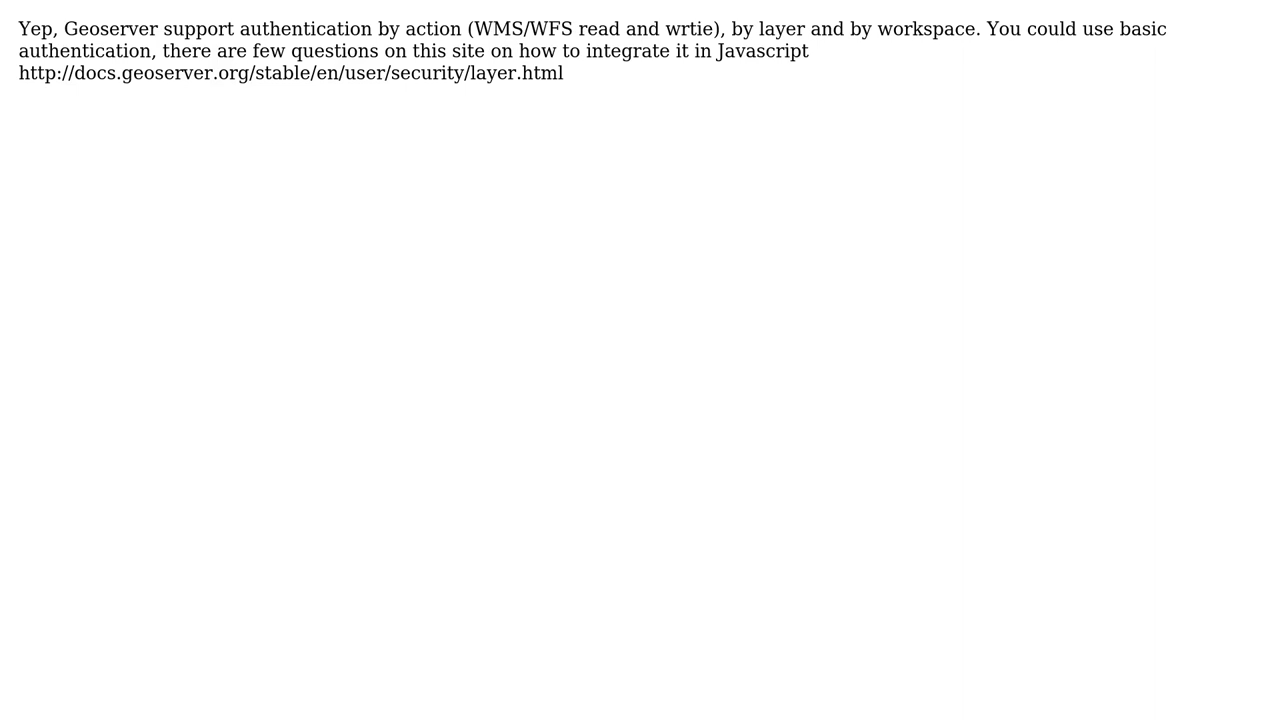 Yep, Geoserver support authentication by action (WMS/WFS read and wrtie), by layer and by workspace. You could use basic
authentication, there are few questions on this site on how to integrate it in Javascript
http://docs.geoserver.org/stable/en/user/security/layer.html